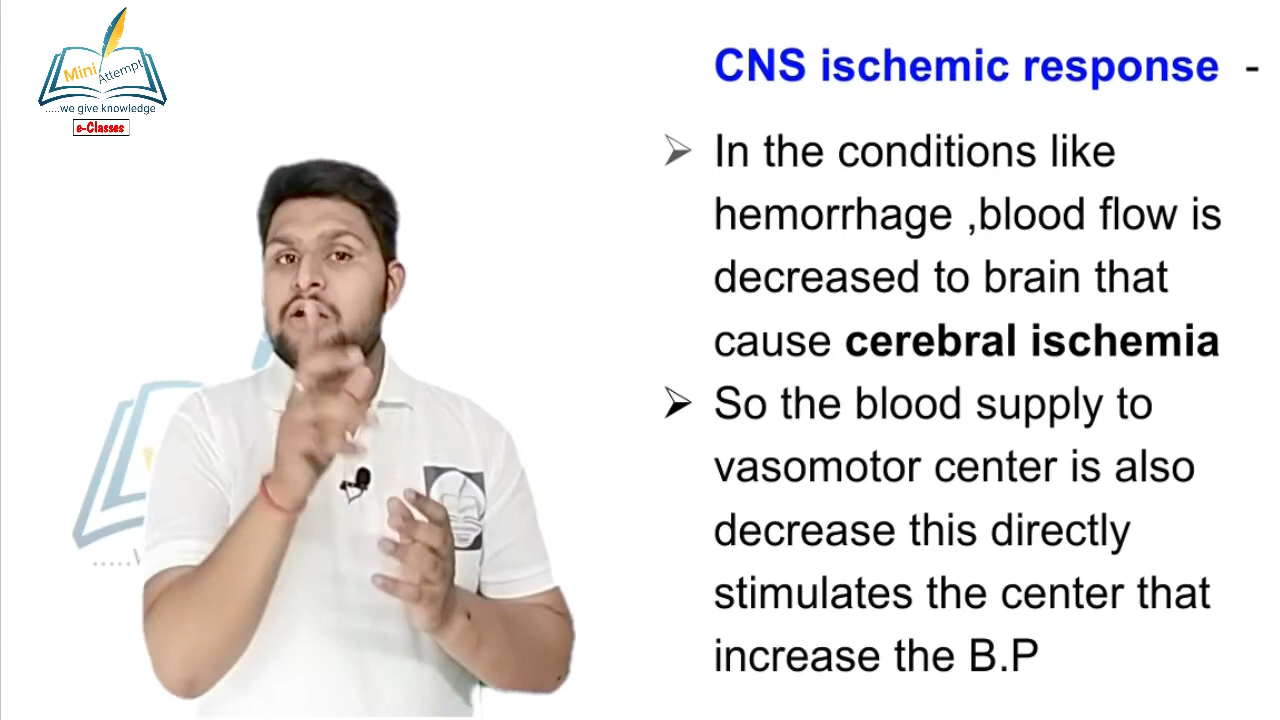 Mini
Attempt
.....we give knowledge
e-Classes
CNS ischemic response -
➢ In the conditions like
hemorrhage ,blood flow is
decreased to brain that
cause cerebral ischemia
➢ So the blood supply to
vasomotor center is also
decrease this directly
stimulates the center that
increase the B.P